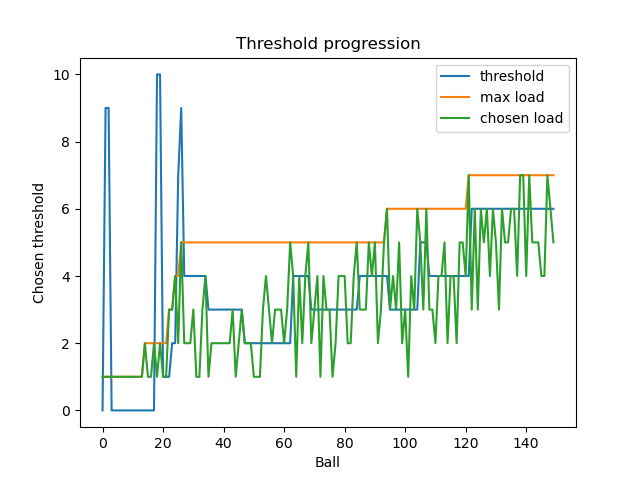 Threshold progression
threshold
max load
chosen load
Chosen threshold
10
8
6
4
2
0
0 20 40 60 80 100 120 140
Ball